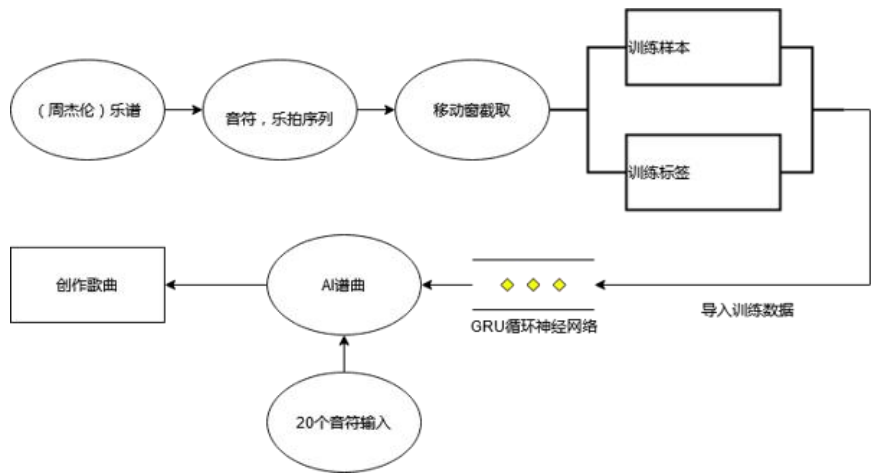 训练样本
（周杰伦）乐谱
音符，乐拍序列
移动窗截取
训练标签
创作歌曲
AI谱曲
GRU循环神经网络
导入训练数据
20个音符输入